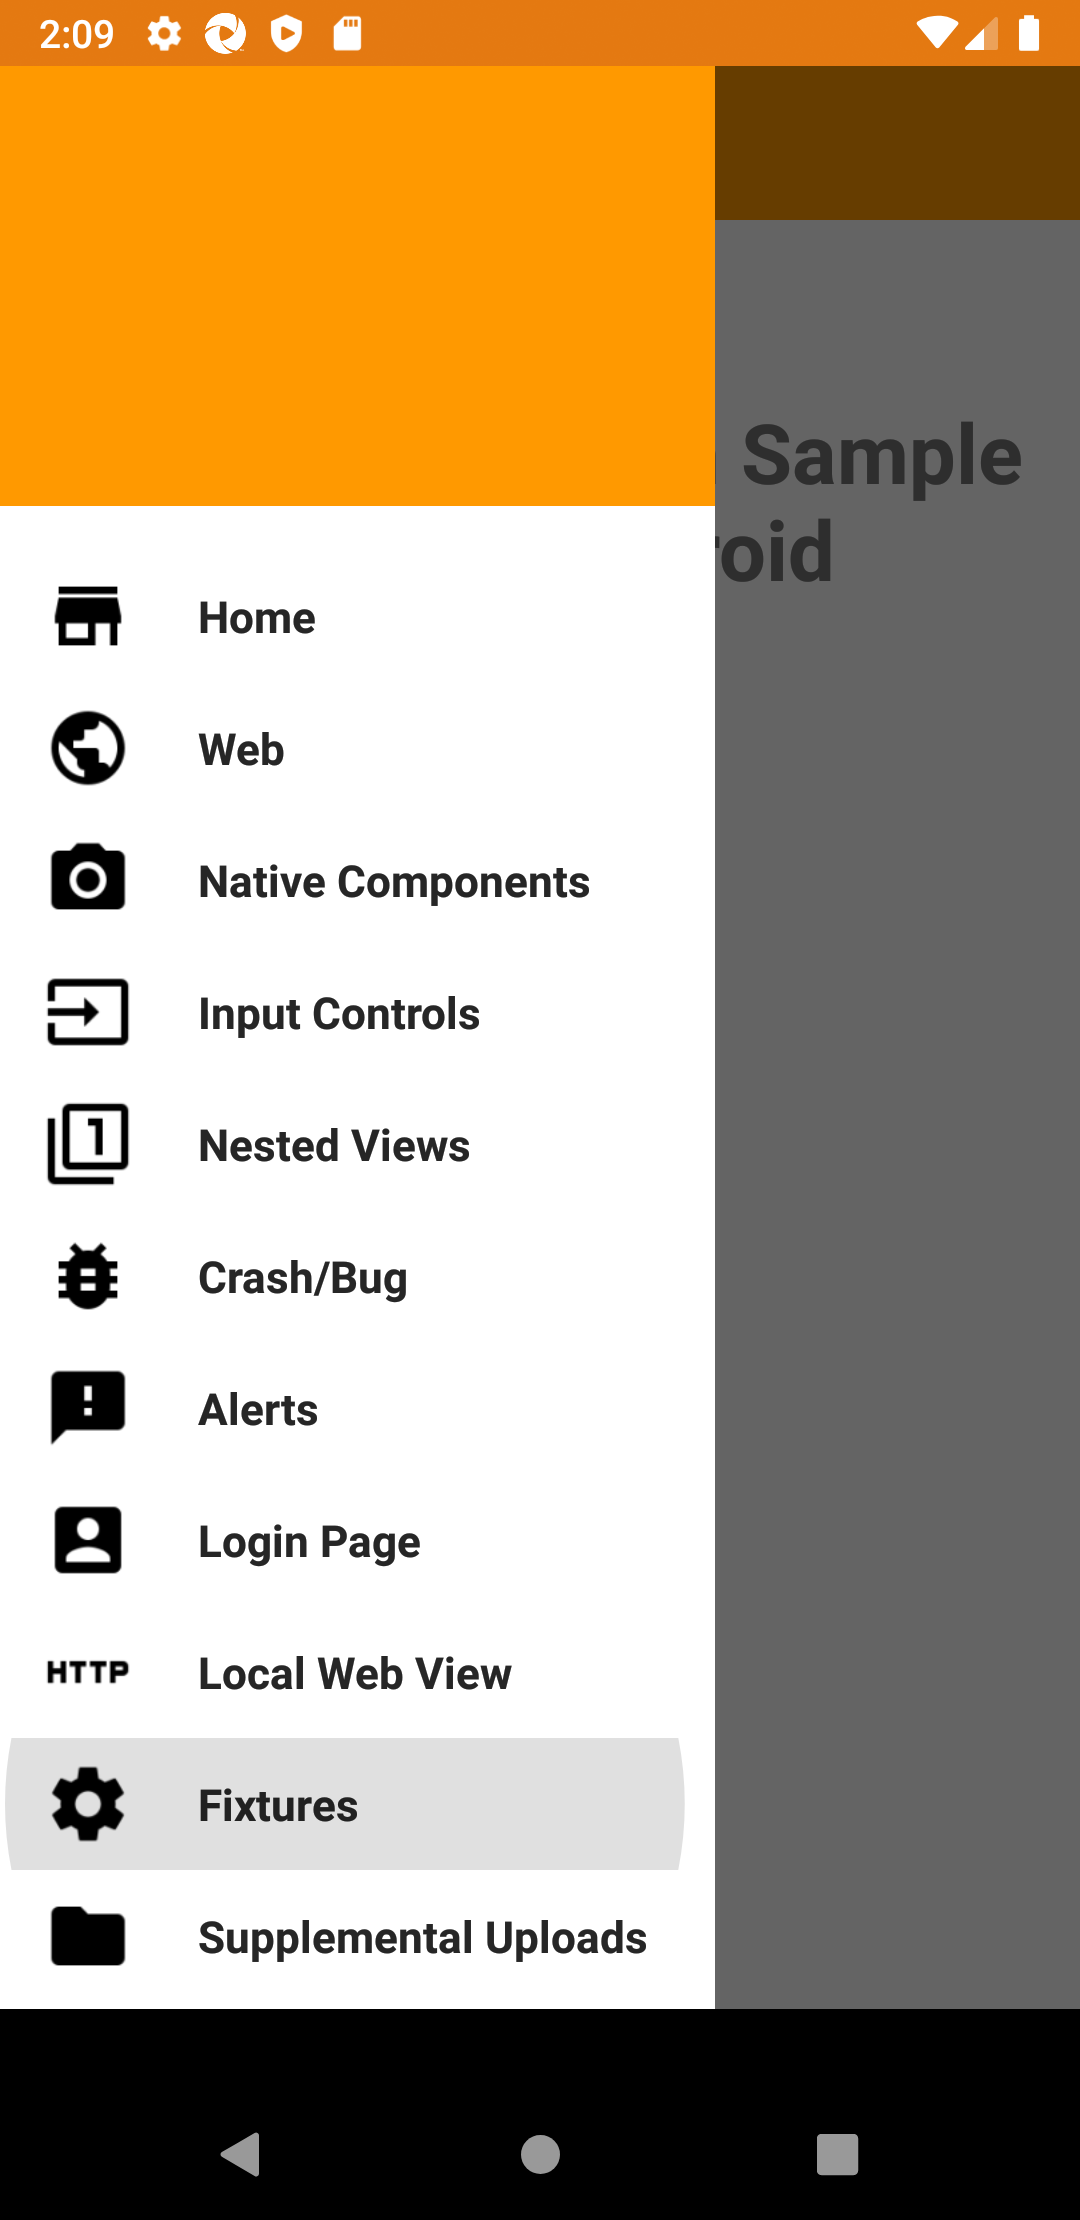 2:09
Sample
roid
Home
Web
Native Components
Input Controls
1
Nested Views
Crash/Bug
Alerts
Login Page
HTTP
Local Web View
Fixtures
Supplemental Uploads